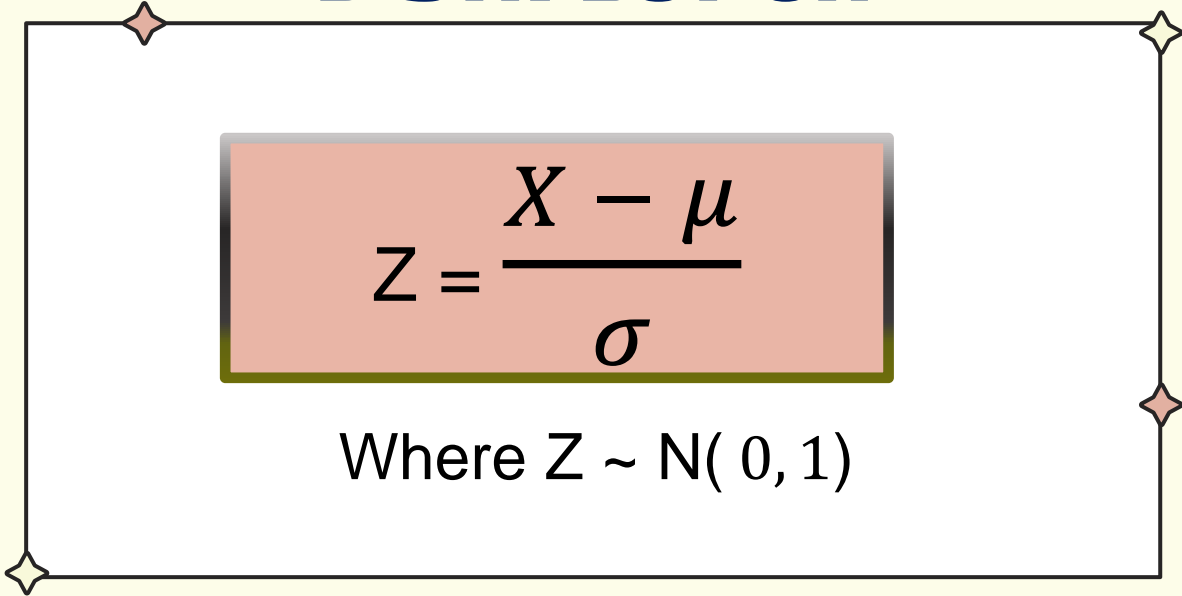 Z = X − μ / σ
Where Z ~ N( 0, 1)